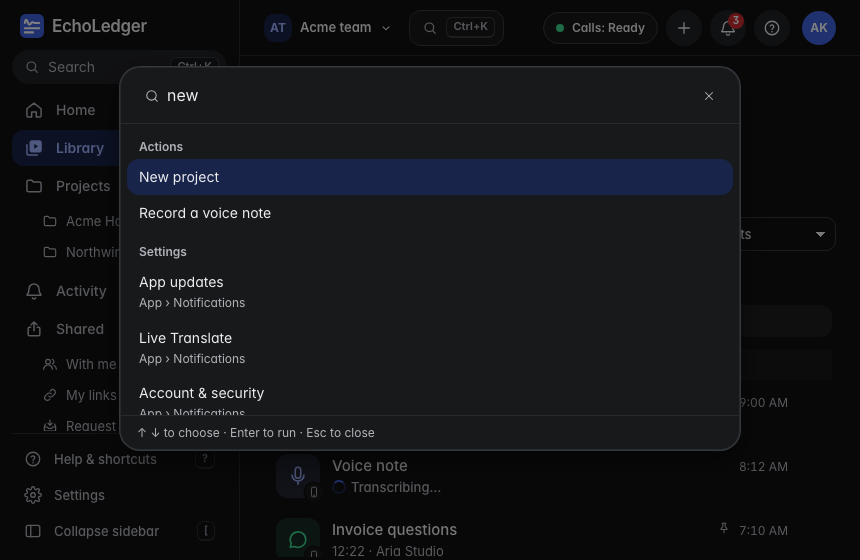 EchoLedger
AT Acme team
Ctrl+K
Calls: Ready
3
AK
Search
Ctrl+K
new
Home
Library
Projects
Acme
Northwin
Activity
Shared
With me
My links
Request
Help & shortcuts ?
Settings
Collapse sidebar [
Actions
New project
Record a voice note
Settings
App updates
App › Notifications
Live Translate
App › Notifications
Account & security
App › Notifications
↑ ↓ to choose · Enter to run · Esc to close
ts
9:00 AM
Voice note
8:12 AM
Transcribing...
Invoice questions
7:10 AM
12:22 · Aria Studio